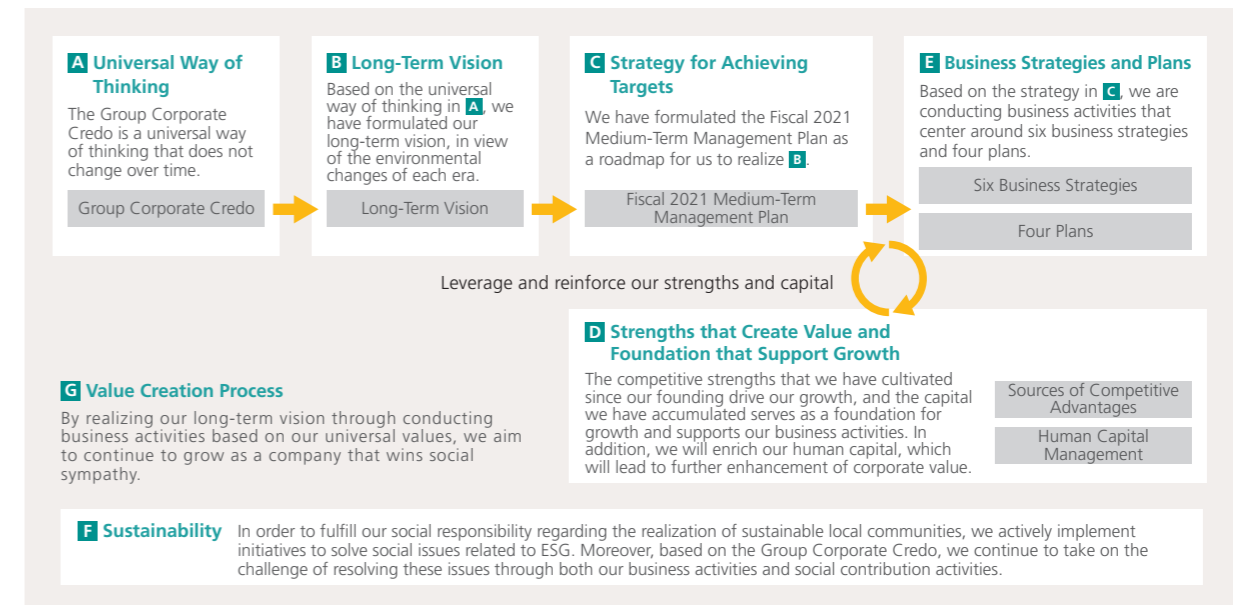 A Universal Way of
Thinking
The Group Corporate
Credo is a universal way
of thinking that does not
change over time.
Group Corporate Credo
B Long-Term Vision
Based on the universal
way of thinking in A, we
have formulated our
long-term vision, in view
of the environmental
changes of each era.
Long-Term Vision
C Strategy for Achieving
Targets
We have formulated the Fiscal 2021
Medium-Term Management Plan as
a roadmap for us to realize B.
Fiscal 2021 Medium-Term
Management Plan
E Business Strategies and Plans
Based on the strategy in C, we are
conducting business activities that
center around six business strategies
and four plans.
Six Business Strategies
Four Plans
Leverage and reinforce our strengths and capital
D Strengths that Create Value and
Foundation that Support Growth
The competitive strengths that we have cultivated
since our founding drive our growth, and the capital
we have accumulated serves as a foundation for
growth and supports our business activities. In
addition, we will enrich our human capital, which
will lead to further enhancement of corporate value.
Sources of Competitive
Advantages
Human Capital
Management
G Value Creation Process
By realizing our long-term vision through conducting
business activities based on our universal values, we aim
to continue to grow as a company that wins social
sympathy.
F Sustainability
In order to fulfill our social responsibility regarding the realization of sustainable local communities, we actively implement
initiatives to solve social issues related to ESG. Moreover, based on the Group Corporate Credo, we continue to take on the
challenge of resolving these issues through both our business activities and social contribution activities.